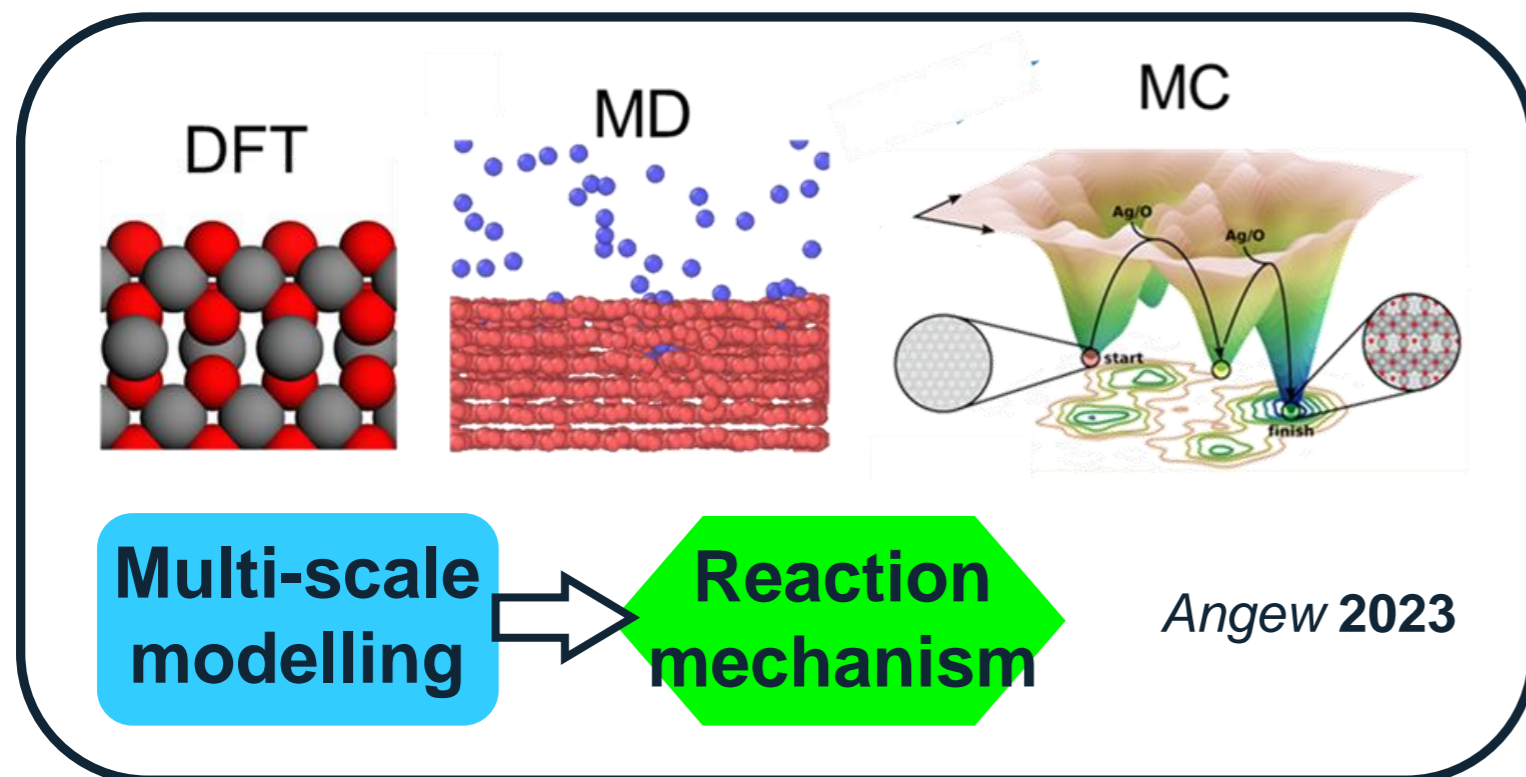 DFT
MD
MC
Ag/O
Ag/O
start
finish
Multi-scale
modelling
Reaction
mechanism
Angew 2023